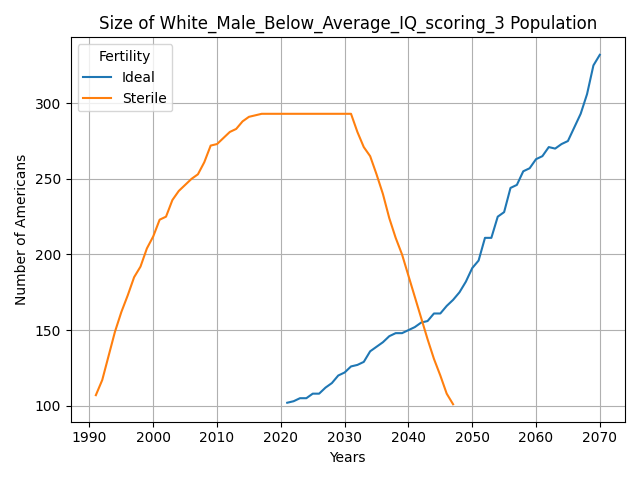 Size of White_Male_Below_Average_IQ_scoring_3 Population
Fertility
Ideal
Sterile
Number of Americans
300
250
200
150
100
1990 2000 2010 2020 2030 2040 2050 2060 2070
Years